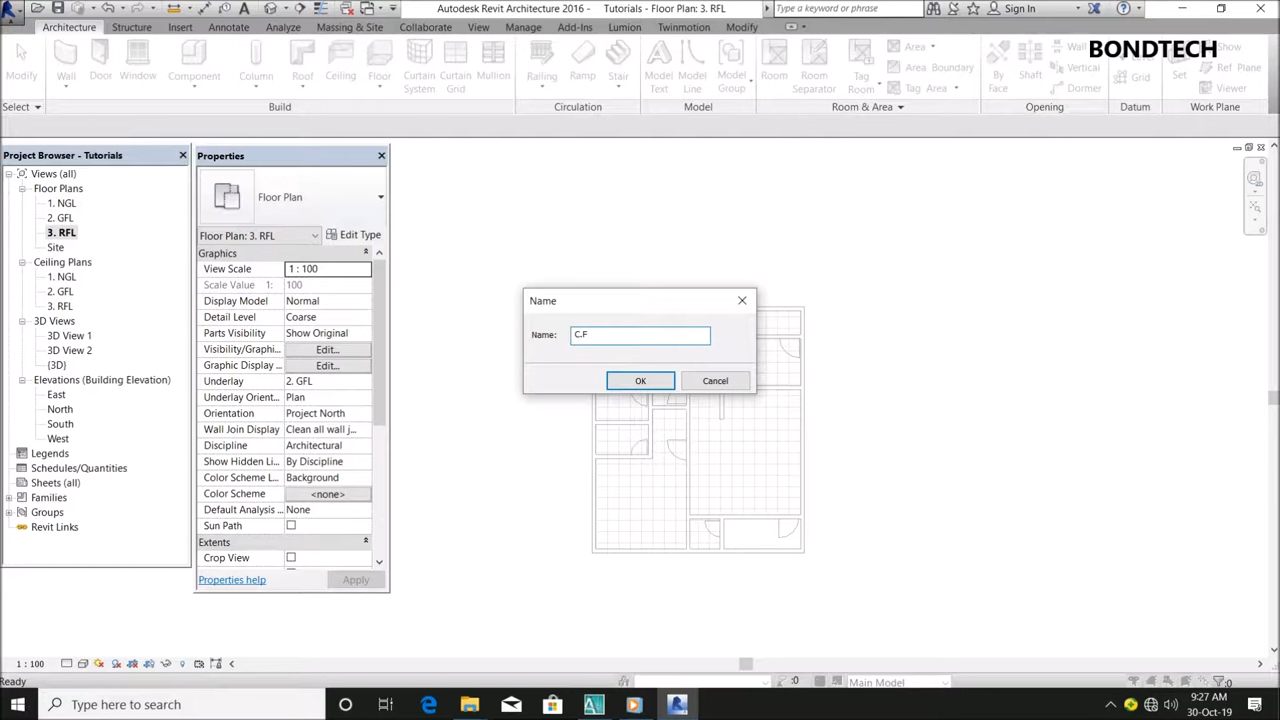 Autodesk Revit Architecture 2016 - Tutorials - Floor Plan: 3. RFL
Type a keyword or phrase
Sign In
Architecture Structure Insert Annotate Analyze Massing & Site Collaborate View Manage Add-Ins Lumion Twinmotion Modify
BONDTECH
Modify Wall Door Window Component Column Roof Ceiling Floor Curtain System Curtain Grid Mullion Railing Ramp Stair Model Text Model Line Model Group Room Room Separator Tag Room Area Area Boundary Tag Area By Face Shaft Wall Vertical Dormer Grid Set Show Ref Plane Viewer
Select Build Circulation Model Room & Area Opening Datum Work Plane
Project Browser - Tutorials
Views (all)
Floor Plans
1. NGL
2. GFL
3. RFL
Site
Ceiling Plans
1. NGL
2. GFL
3. RFL
3D Views
3D View 1
3D View 2
{3D}
Elevations (Building Elevation)
East
North
South
West
Legends
Schedules/Quantities
Sheets (all)
Families
Groups
Revit Links
Properties
Floor Plan
Floor Plan: 3. RFL Edit Type
Graphics
View Scale 1 : 100
Scale Value 1: 100
Display Model Normal
Detail Level Coarse
Parts Visibility Show Original
Visibility/Graphi... Edit...
Graphic Display ... Edit...
Underlay 2. GFL
Underlay Orien... Plan
Orientation Project North
Wall Join Display Clean all wall j...
Discipline Architectural
Show Hidden Li... By Discipline
Color Scheme L... Background
Color Scheme <none>
Default Analysis ... None
Sun Path
Extents
Crop View
Properties help Apply
Name
Name: C.F
OK Cancel
1 : 100
Ready
:0 Main Model :0
Type here to search
9:27 AM
30-Oct-19